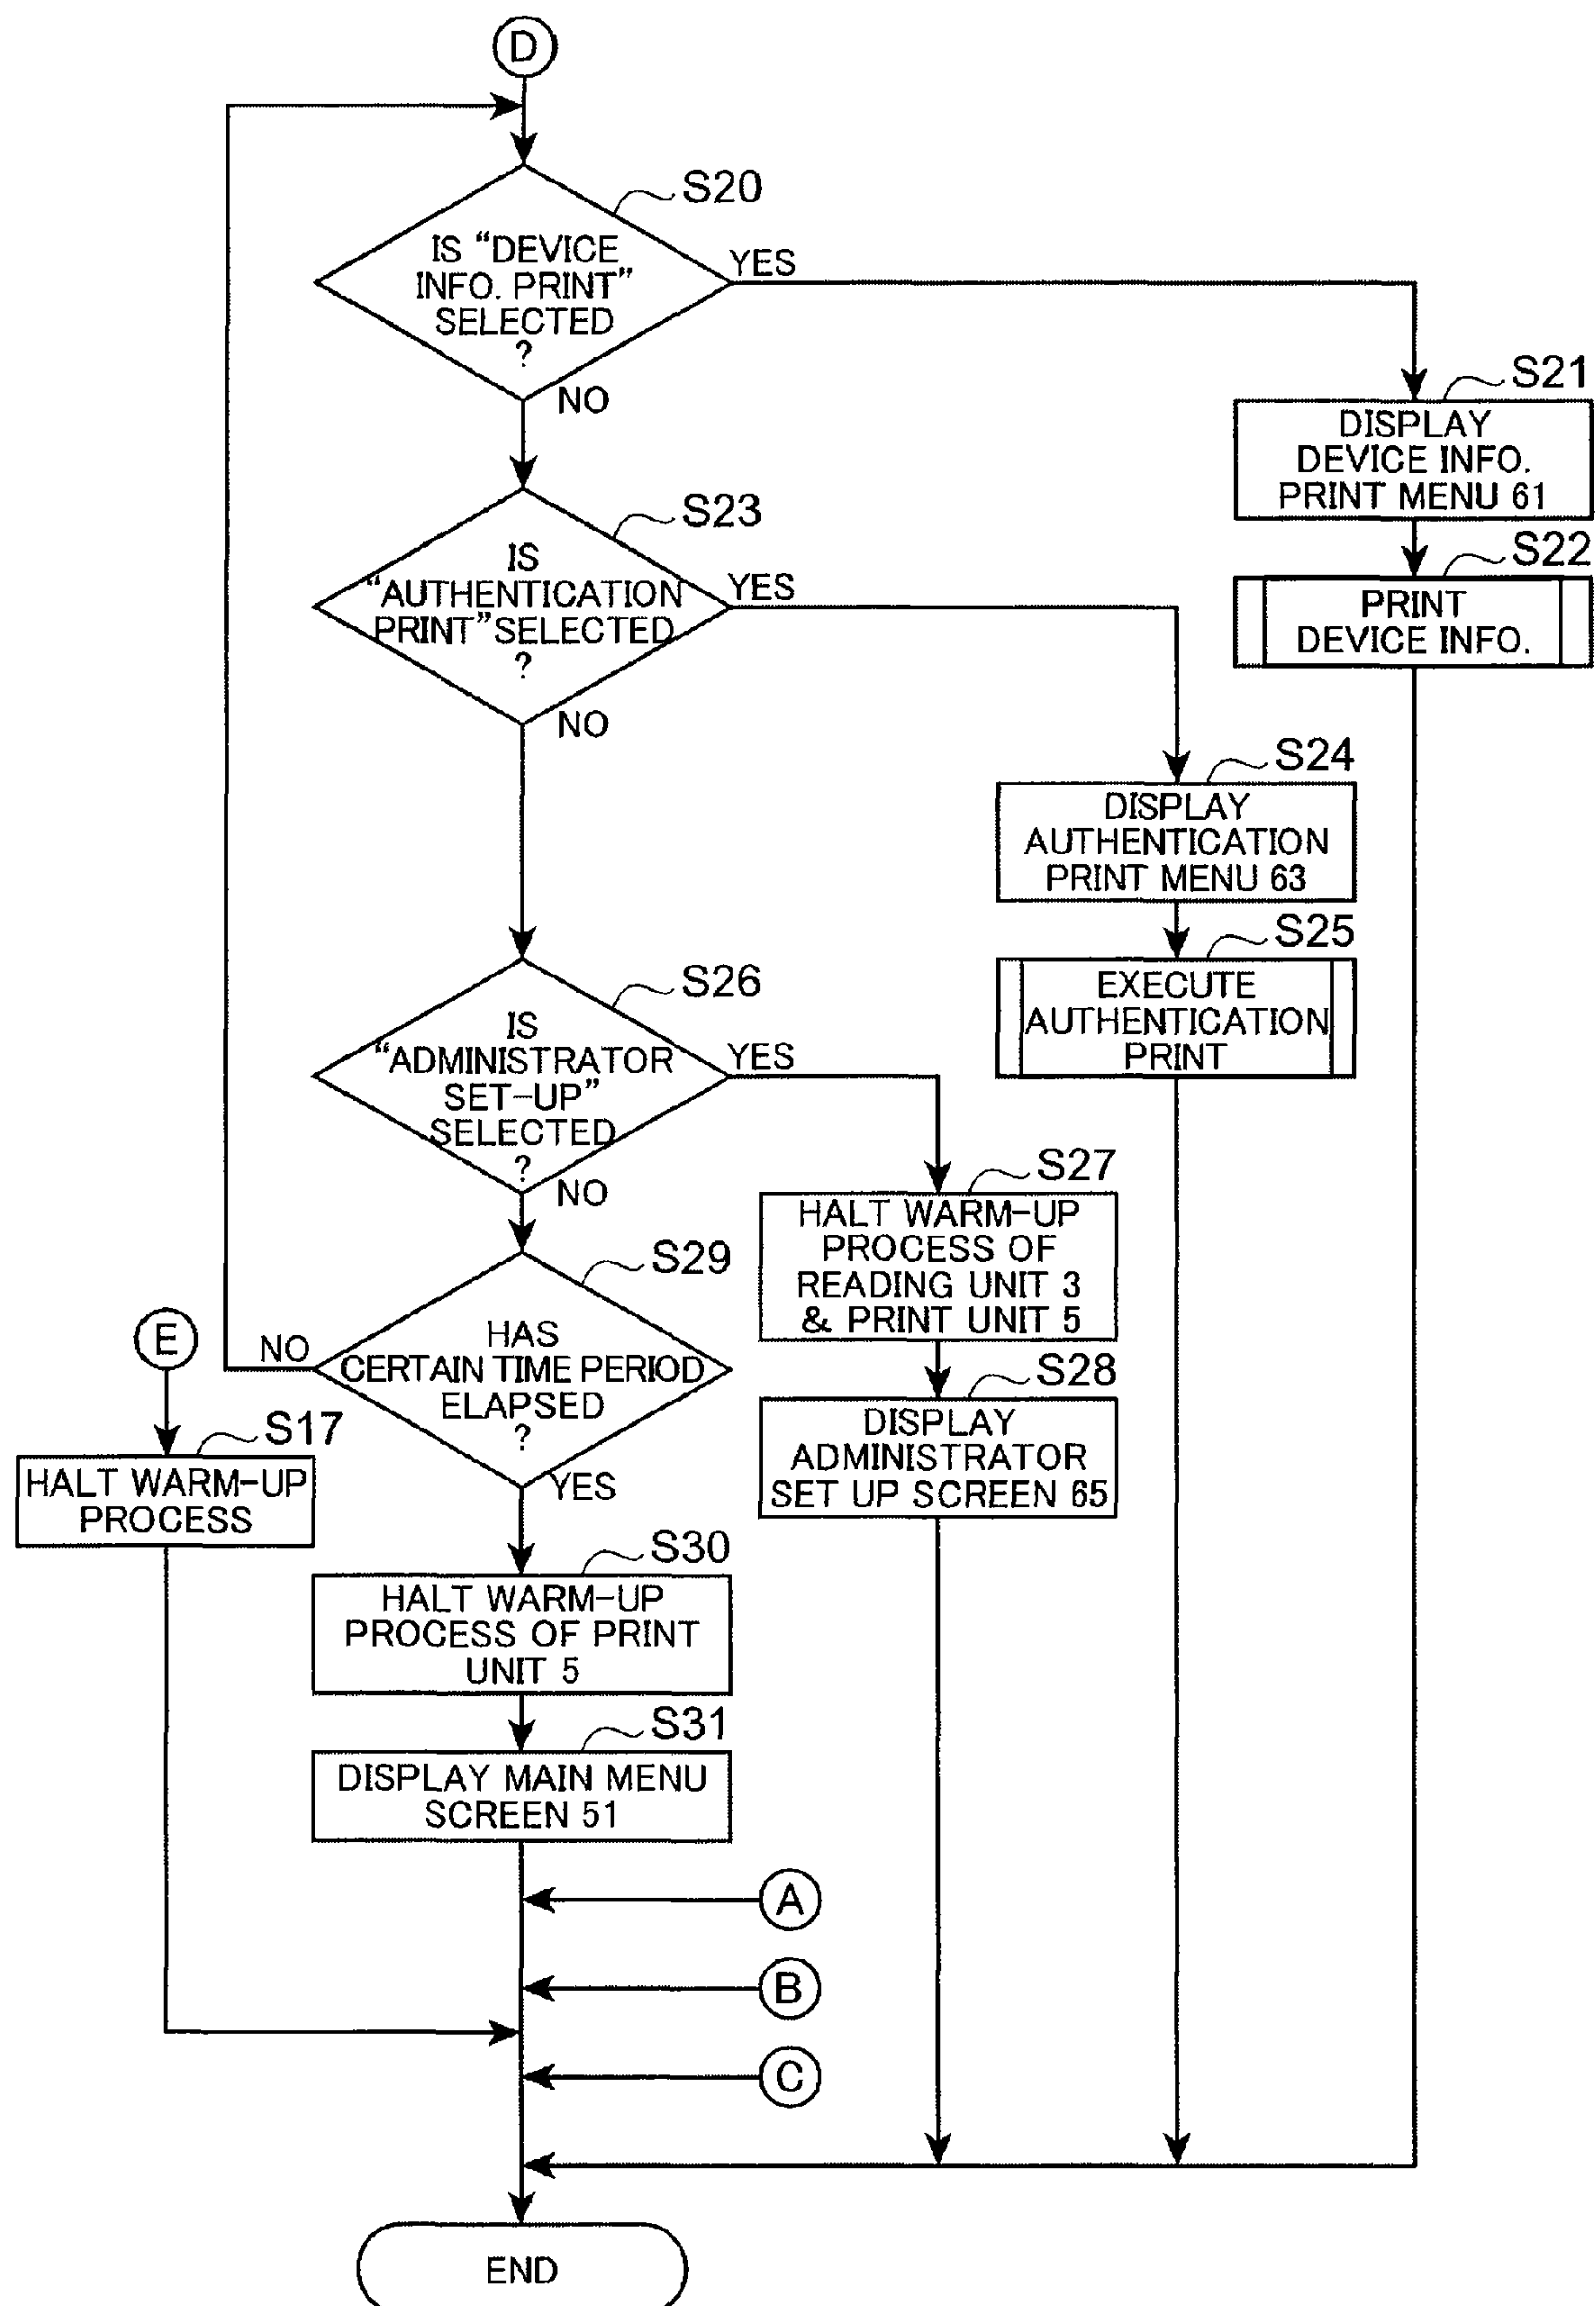 D
S20
IS “DEVICE
INFO. PRINT”
SELECTED
?
YES
NO
S21
DISPLAY
DEVICE INFO.
PRINT MENU 61
S22
PRINT
DEVICE INFO.
S23
IS
“AUTHENTICATION
PRINT” SELECTED
?
YES
NO
S24
DISPLAY
AUTHENTICATION
PRINT MENU 63
S25
EXECUTE
AUTHENTICATION
PRINT
S26
IS
“ADMINISTRATOR
SET-UP”
SELECTED
?
YES
NO
S27
HALT WARM-UP
PROCESS OF
READING UNIT 3
& PRINT UNIT 5
S28
DISPLAY
ADMINISTRATOR
SET UP SCREEN 65
S29
HAS
CERTAIN TIME PERIOD
ELAPSED
?
NO
YES
E
S17
HALT WARM-UP
PROCESS
S30
HALT WARM-UP
PROCESS OF PRINT
UNIT 5
S31
DISPLAY MAIN MENU
SCREEN 51
A
B
C
END